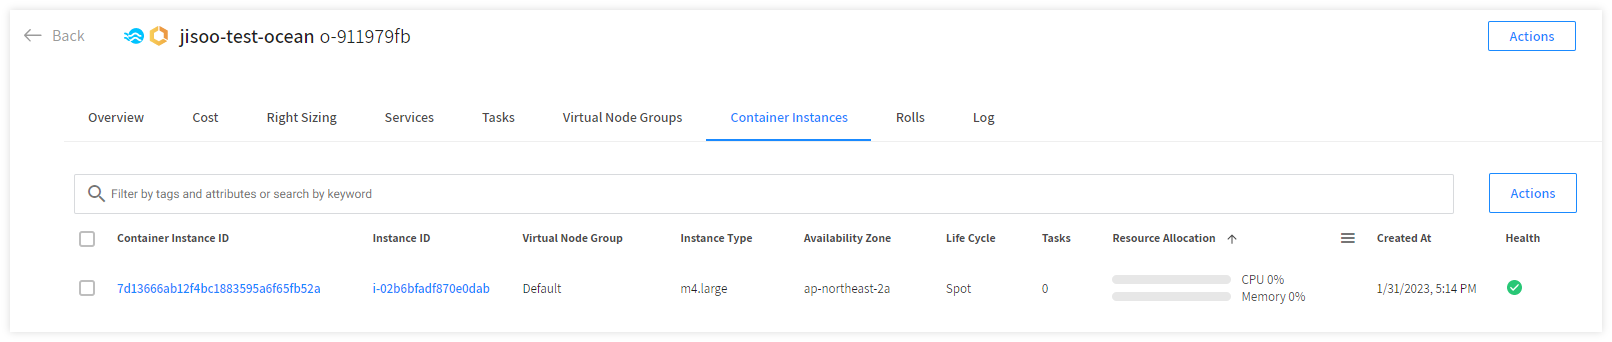 Back jisoo-test-ocean o-911979fb Actions
Overview Cost Right Sizing Services Tasks Virtual Node Groups Container Instances Rolls Log
Filter by tags and attributes or search by keyword Actions
Container Instance ID Instance ID Virtual Node Group Instance Type Availability Zone Life Cycle Tasks Resource Allocation Created At Health
7d13666ab12f4bc1883595a6f65fb52a i-02b6bfadf870e0dab Default m4.large ap-northeast-2a Spot 0 CPU 0% 1/31/2023, 5:14 PM
Memory 0%